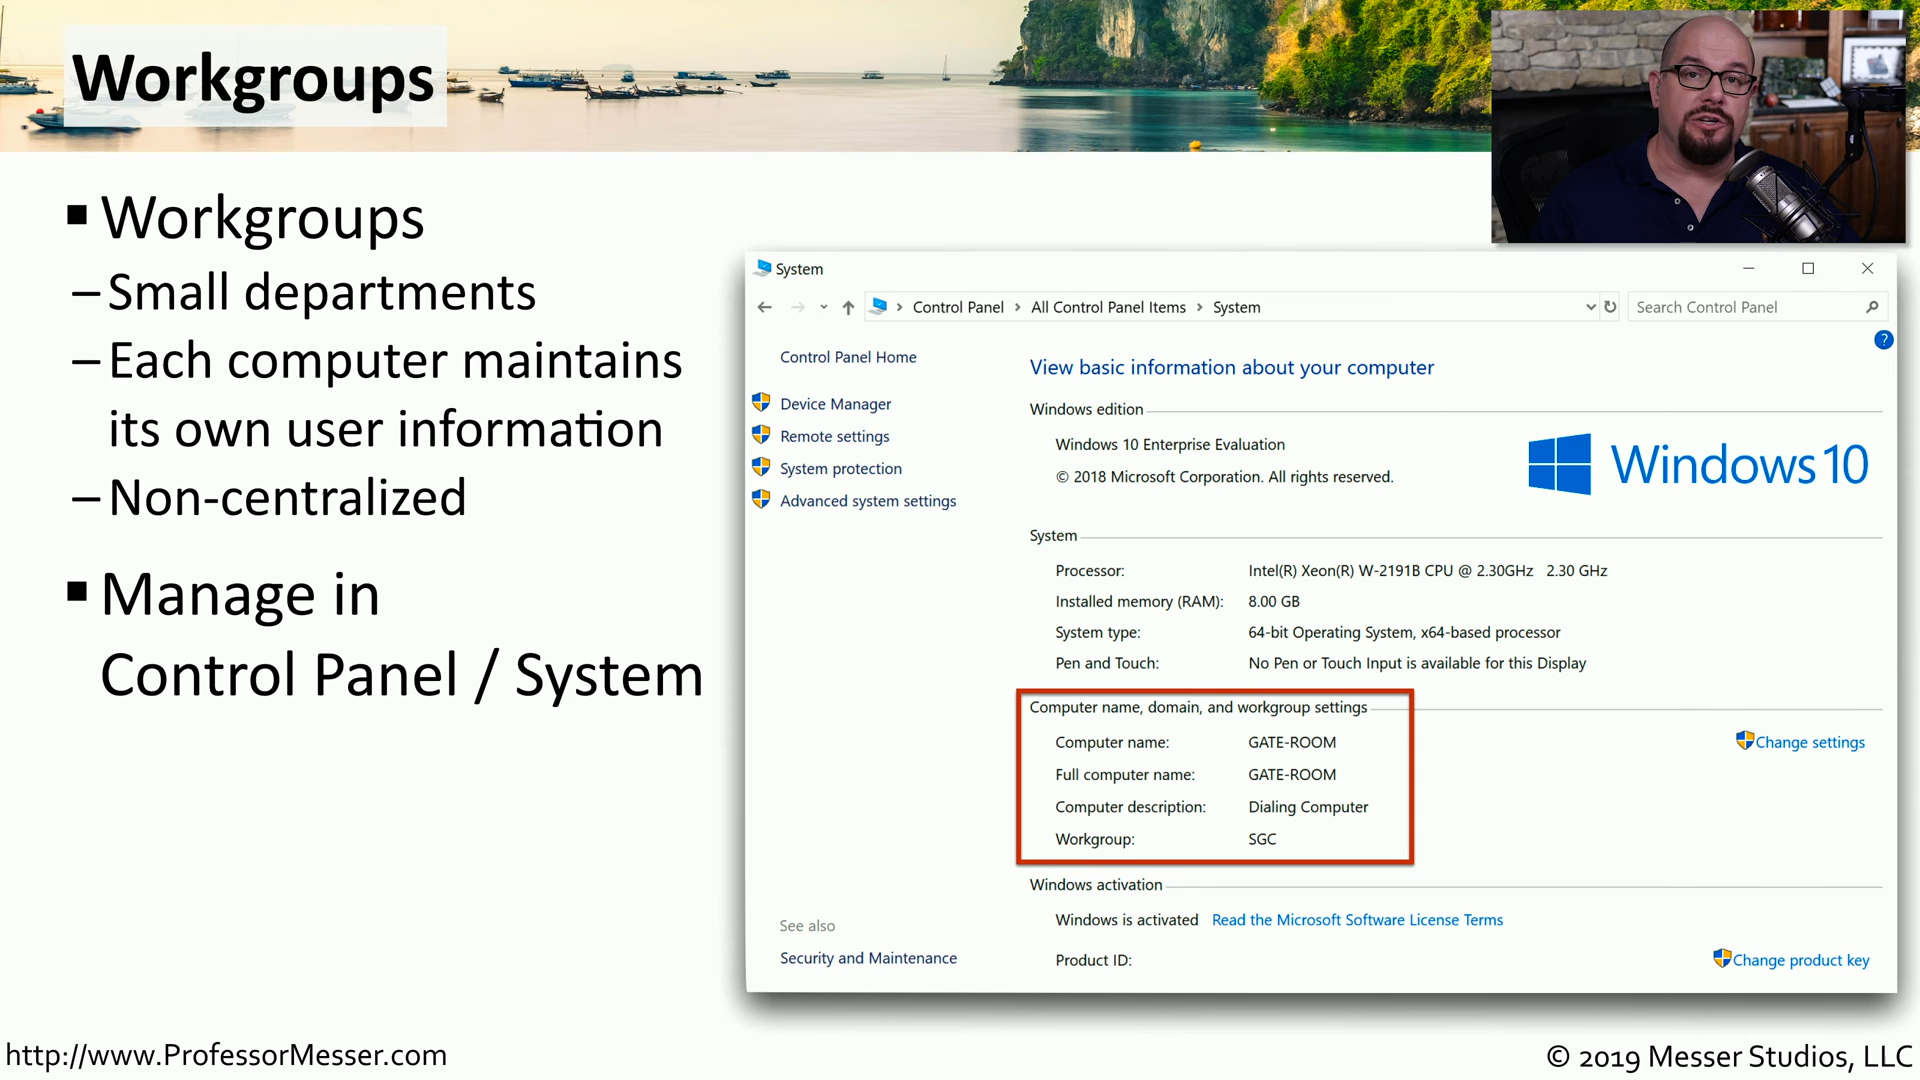 Workgroups
▪ Workgroups
– Small departments
– Each computer maintains
its own user information
– Non-centralized
▪ Manage in
Control Panel / System
System
Control Panel > All Control Panel Items > System
Search Control Panel
?
Control Panel Home
Device Manager
Remote settings
System protection
Advanced system settings
See also
Security and Maintenance
View basic information about your computer
Windows edition
Windows 10 Enterprise Evaluation
© 2018 Microsoft Corporation. All rights reserved.
Windows 10
System
Processor: Intel(R) Xeon(R) W-2191B CPU @ 2.30GHz 2.30 GHz
Installed memory (RAM): 8.00 GB
System type: 64-bit Operating System, x64-based processor
Pen and Touch: No Pen or Touch Input is available for this Display
Computer name, domain, and workgroup settings
Computer name: GATE-ROOM
Change settings
Full computer name: GATE-ROOM
Computer description: Dialing Computer
Workgroup: SGC
Windows activation
Windows is activated Read the Microsoft Software License Terms
Product ID:
Change product key
http://www.ProfessorMesser.com
© 2019 Messer Studios, LLC